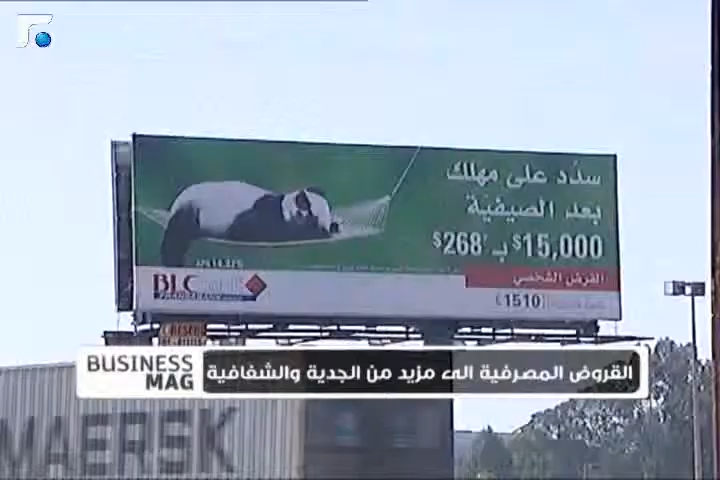 سدّد على مهلك
بعد الصيفية
$15,000 بـ $268*
القرض الشخصي
1510
BLC bank
FRANSABANK
BUSINESS
MAG
القروض المصرفية الى مزيد من الجدية والشفافية
MAERSK